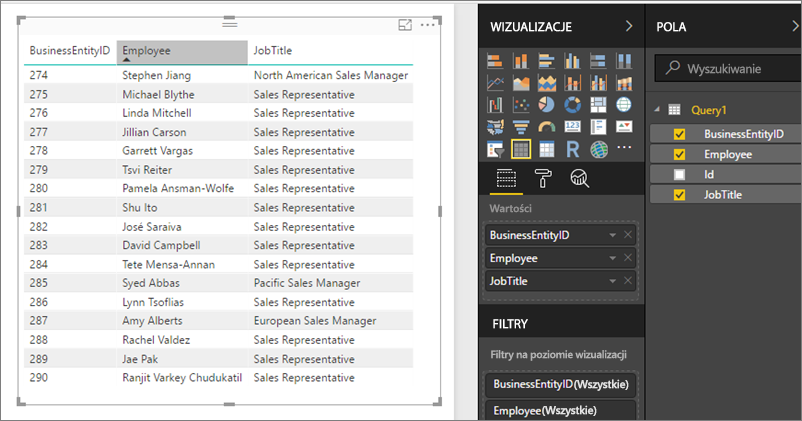 BusinessEntityID Employee JobTitle
274 Stephen Jiang North American Sales Manager
275 Michael Blythe Sales Representative
276 Linda Mitchell Sales Representative
277 Jillian Carson Sales Representative
278 Garrett Vargas Sales Representative
279 Tsvi Reiter Sales Representative
280 Pamela Ansman-Wolfe Sales Representative
281 Shu Ito Sales Representative
282 José Saraiva Sales Representative
283 David Campbell Sales Representative
284 Tete Mensa-Annan Sales Representative
285 Syed Abbas Pacific Sales Manager
286 Lynn Tsoflias Sales Representative
287 Amy Alberts European Sales Manager
288 Rachel Valdez Sales Representative
289 Jae Pak Sales Representative
290 Ranjit Varkey Chudukatil Sales Representative
WIZUALIZACJE
123
R
Wartości
BusinessEntityID
Employee
JobTitle
FILTRY
Filtry na poziomie wizualizacji
BusinessEntityID(Wszystkie)
Employee(Wszystkie)
POLA
Wyszukiwanie
Query1
BusinessEntityID
Employee
Id
JobTitle